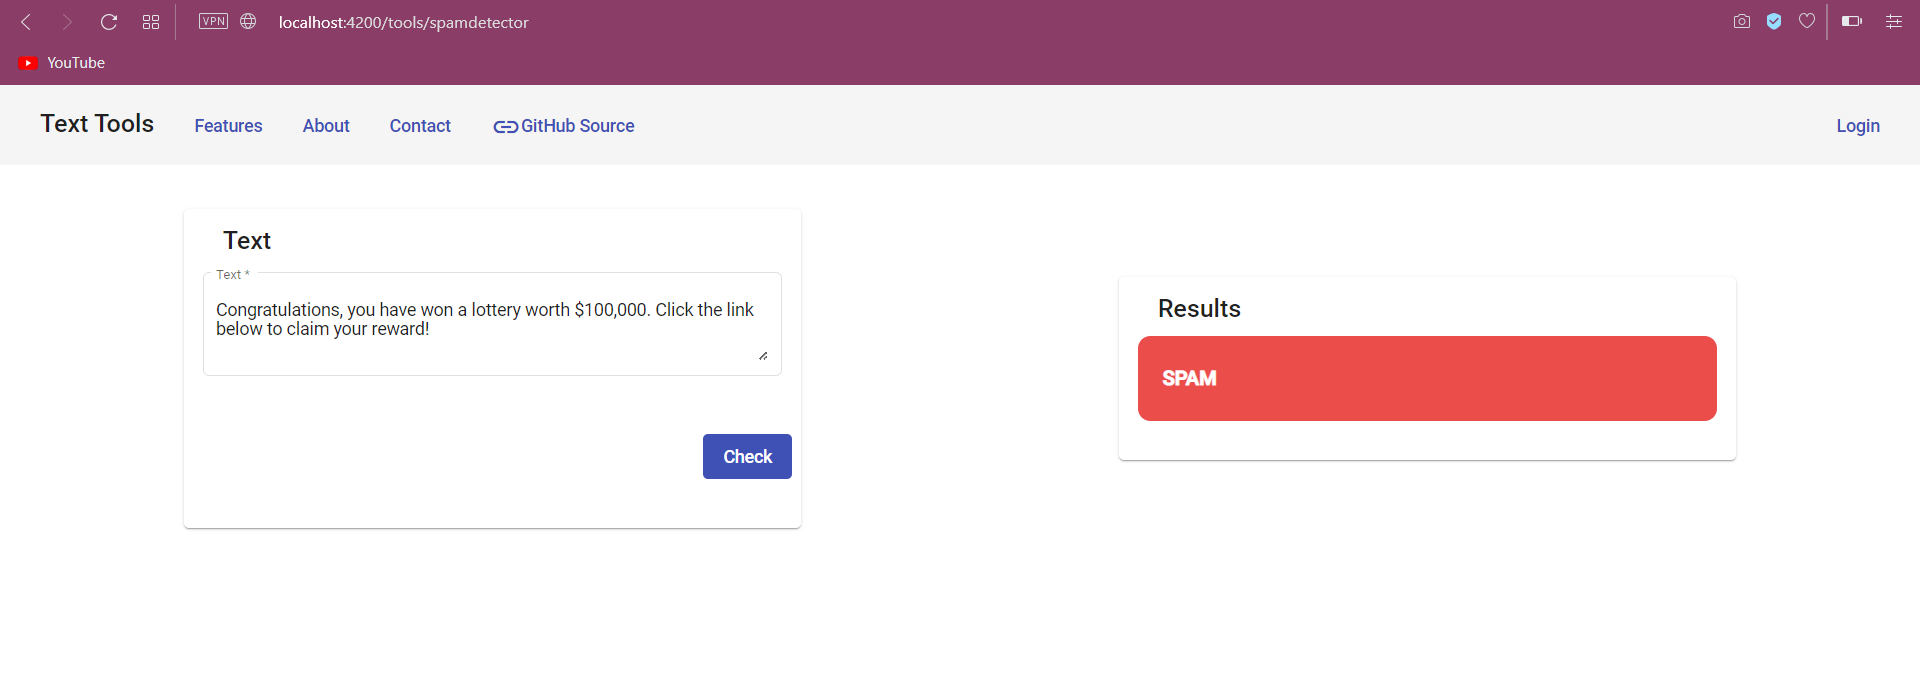 VPN localhost:4200/tools/spamdetector
YouTube
Text Tools Features About Contact GitHub Source Login
Text
Text *
Congratulations, you have won a lottery worth $100,000. Click the link
below to claim your reward!
Check
Results
SPAM